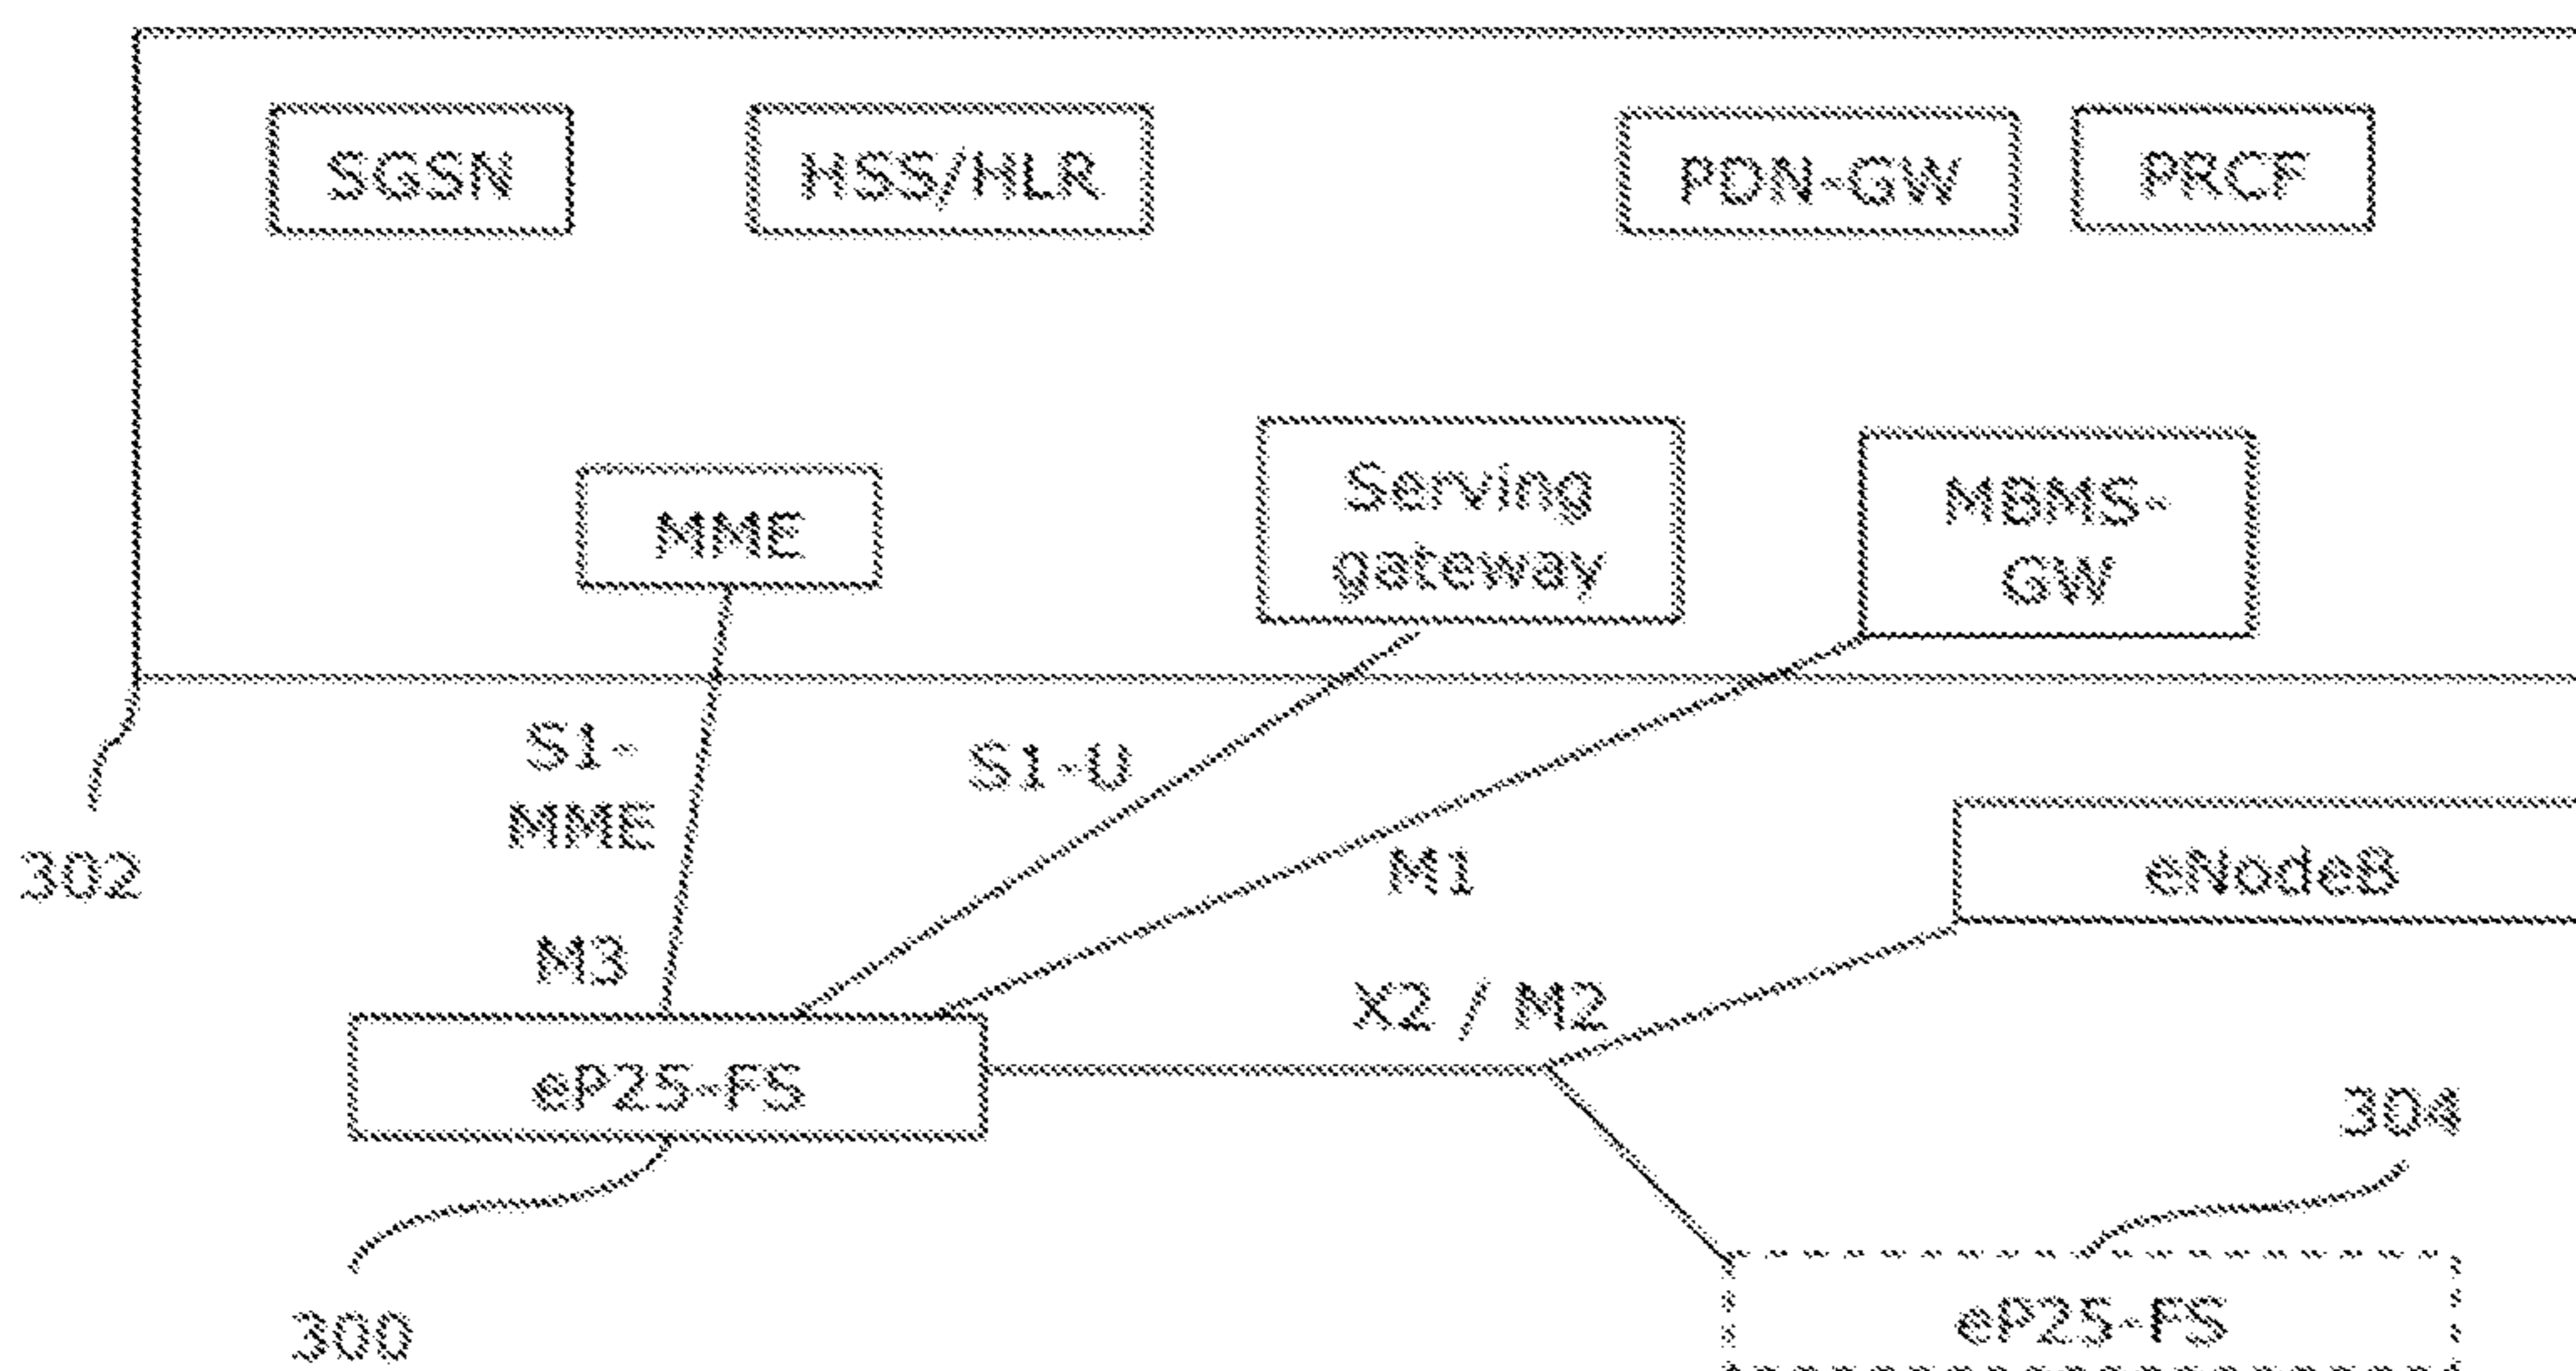 SGSN
HSS/HLR
PDN-GW
PRCF
MME
Serving
gateway
MBMS-
GW
S1-
MME
S1-U
302
M1
eNodeB
M3
X2 / M2
eP25-FS
304
300
eP25-FS